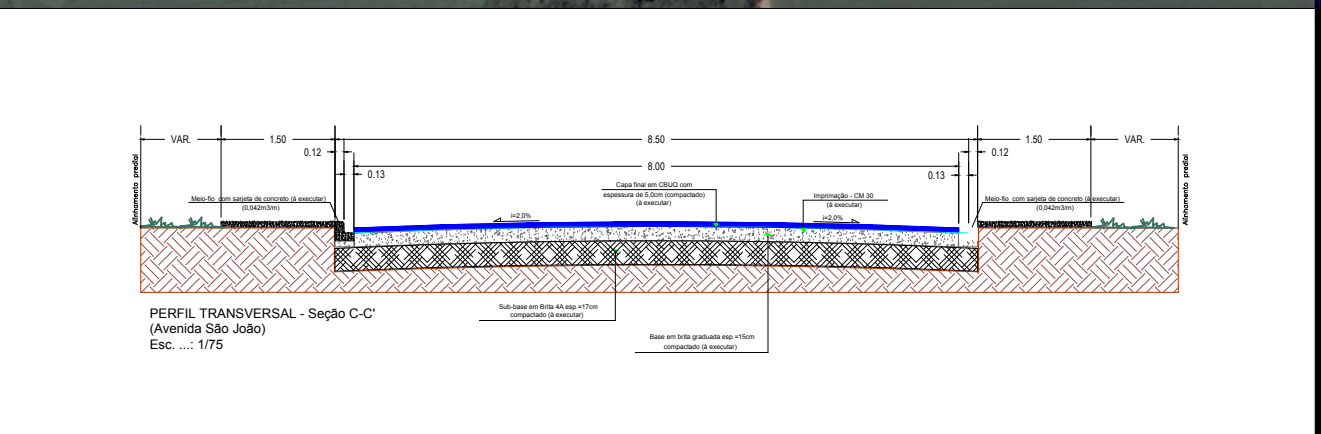 VAR.
1.50
8.50
1.50
VAR.
0.12
0.12
8.00
0.13
0.13
Alinhamento predial
Alinhamento predial
Capa final em CBUQ com
espessura de 5,0cm (compactado)
(à executar)
Imprimação - CM 30
(à executar)
Meio-fio com sarjeta de concreto (à executar)
(0,042m3/m)
Meio-fio com sarjeta de concreto (à executar)
(0,042m3/m)
i=2,0%
i=2,0%
Sub-base em Brita 4A esp.=17cm
compactado (à executar)
Base em brita graduada esp.=15cm
compactado (à executar)
PERFIL TRANSVERSAL - Seção C-C'
(Avenida São João)
Esc. ...: 1/75